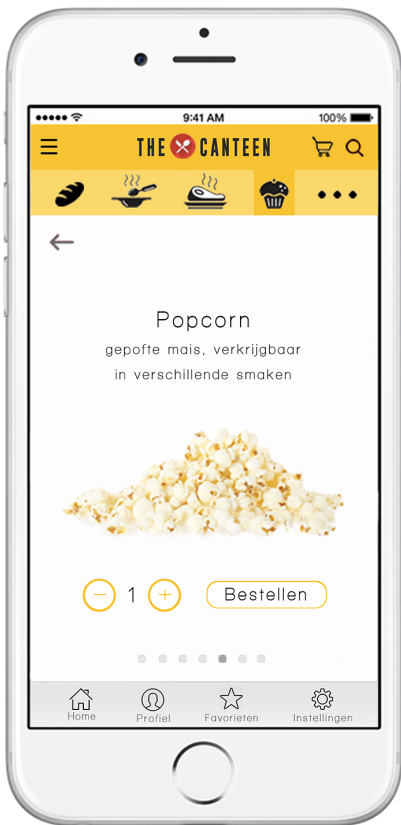 9:41 AM 100%
THE CANTEEN
Popcorn
gepofte mais, verkrijgbaar
in verschillende smaken
1 Bestellen
Home Profiel Favorieten Instellingen